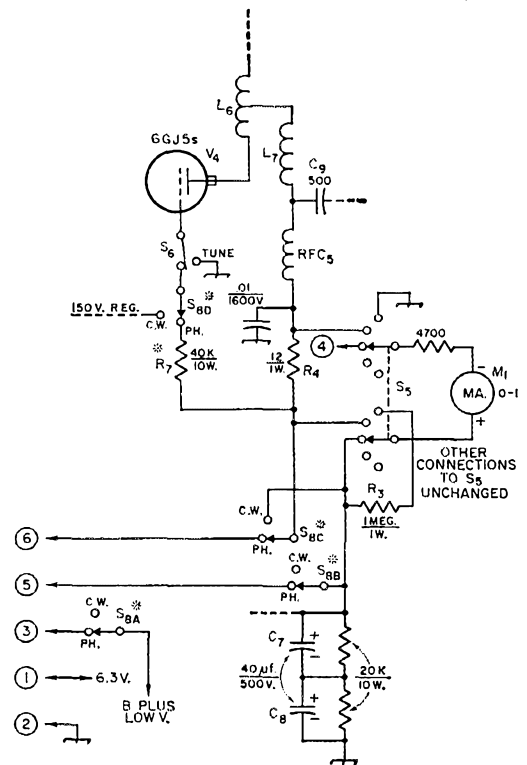 L6
6GJ5s
V4
L7
C9
500
S6
TUNE
RFC5
150V. REG.
C.W.
S8D*
PH.
.01
1600V
*
R7
40K
10W.
12
1W.
R4
4
4700
-
M1
MA.
0-1
+
S5
OTHER
CONNECTIONS
TO S5
UNCHANGED
R3
1 MEG.
1W.
C.W.
6
PH.
S8C*
C.W.
5
PH.
S8B*
C.W.
3
PH.
S8A*
1
6.3V.
B PLUS
LOW V.
2
C7
+
-
40µf.
500V.
20K
10W.
C8
+
-